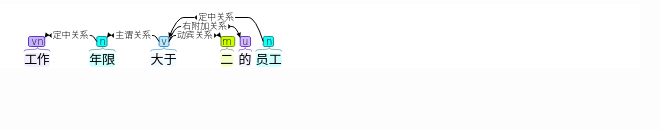 定中关系
右附加关系
定中关系 主谓关系 动宾关系
vn n v m u n
工作 年限 大于 二 的 员工